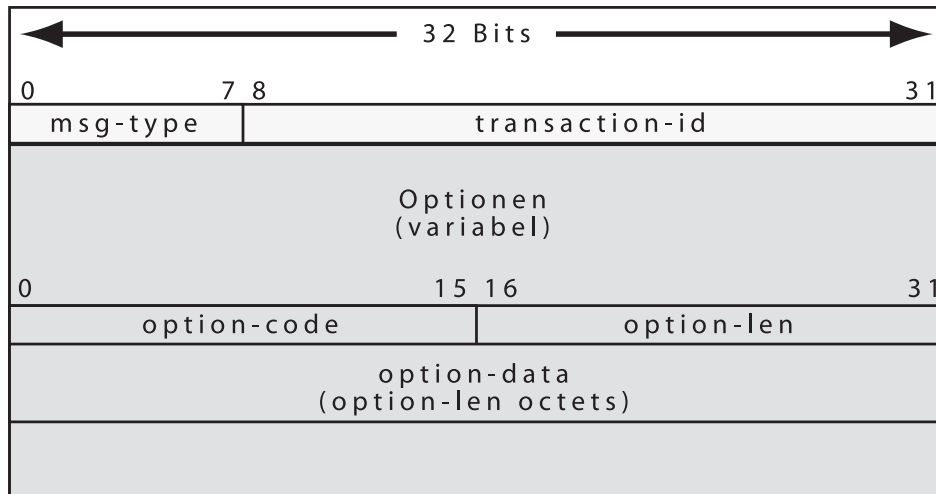 32 Bits
0 7 8 31
msg-type transaction-id
Optionen
(variabel)
0 15 16 31
option-code option-len
option-data
(option-len octets)